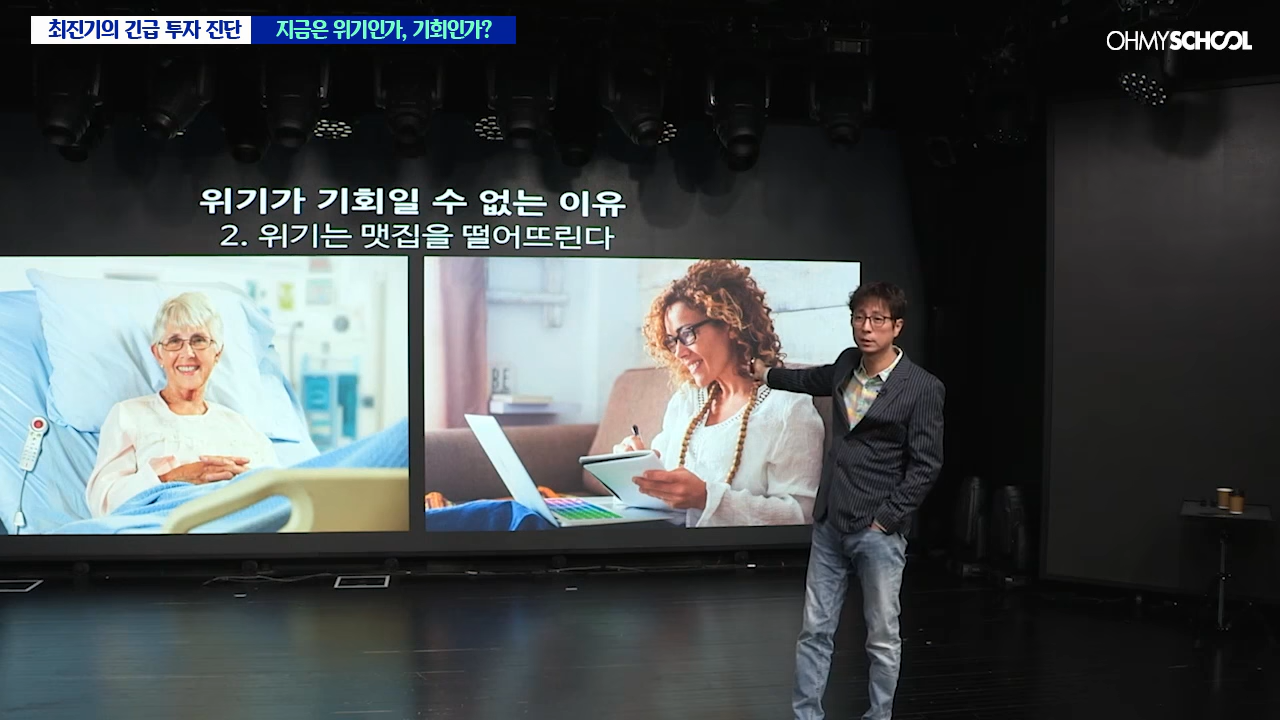 최진기의 긴급 투자 진단 지금은 위기인가, 기회인가?
OHMYSCHOOL
위기가 기회일 수 없는 이유
2. 위기는 맷집을 떨어뜨린다
BE